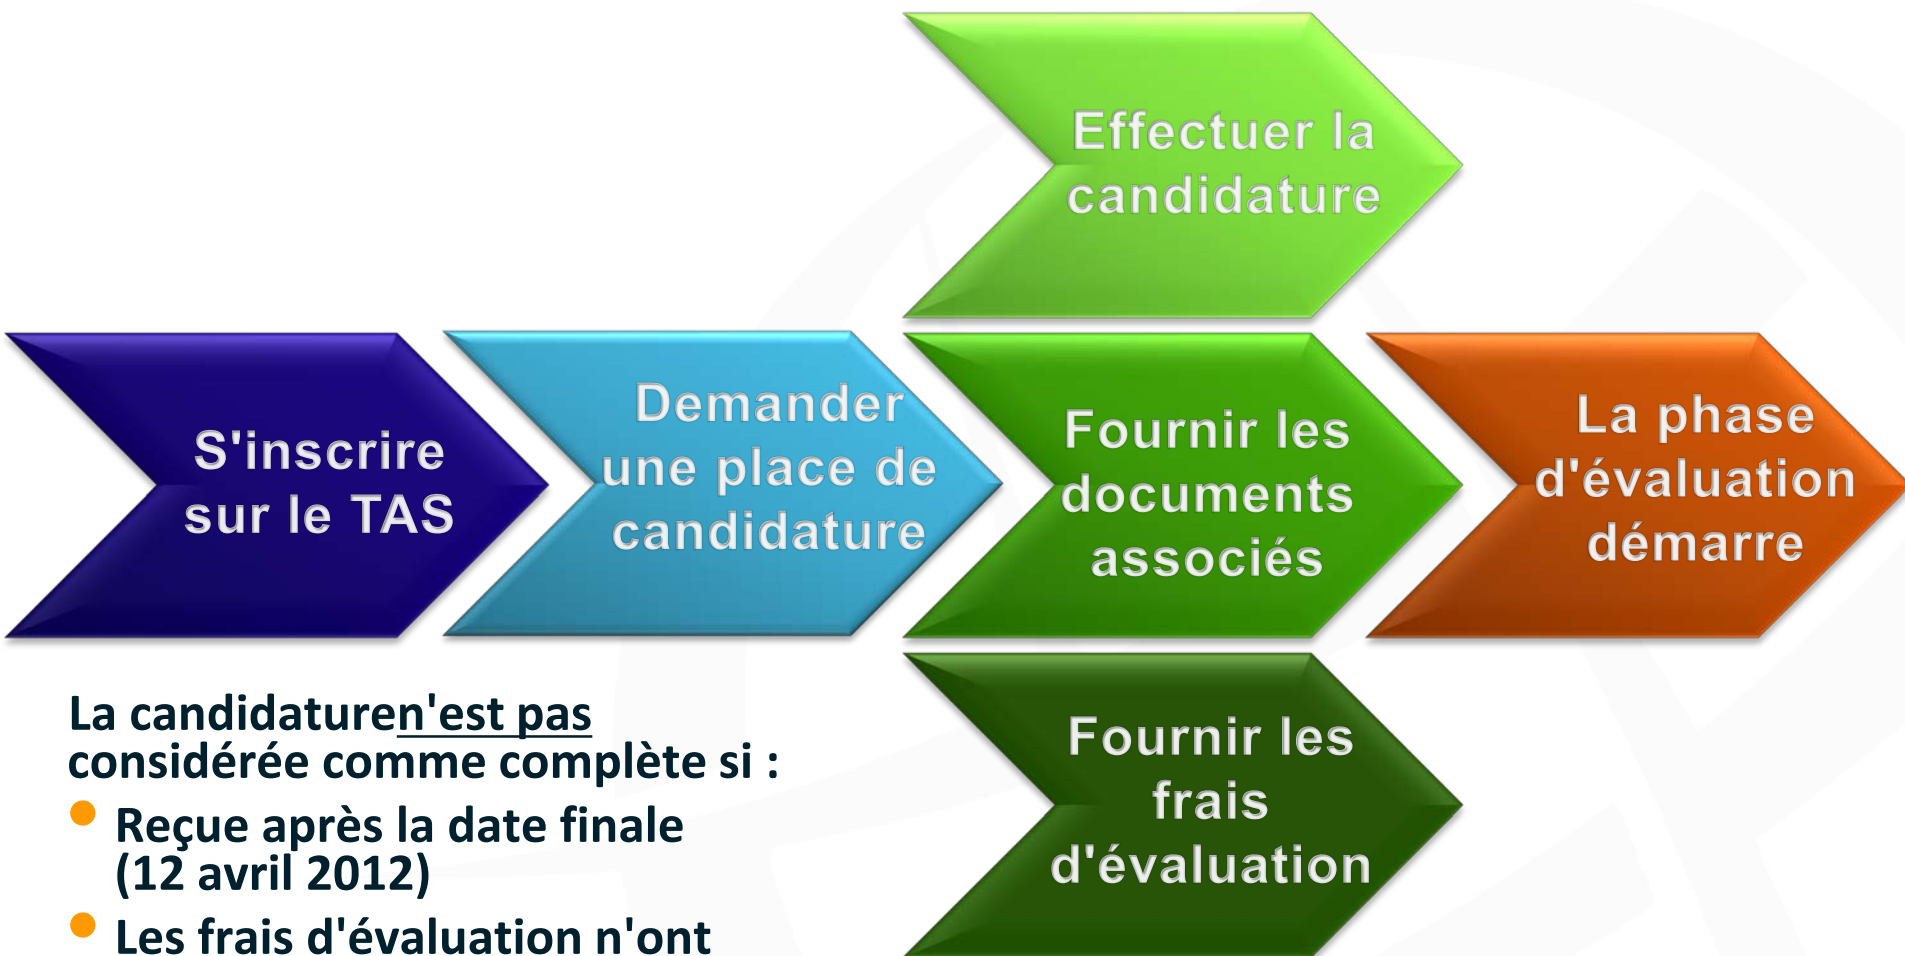 Effectuer la
candidature
S'inscrire
sur le TAS
Demander
une place de
candidature
Fournir les
documents
associés
La phase
d'évaluation
démarre
Fournir les
frais
d'évaluation
La candidaturen'est pas
considérée comme complète si :
Reçue après la date finale
(12 avril 2012)
Les frais d'évaluation n'ont